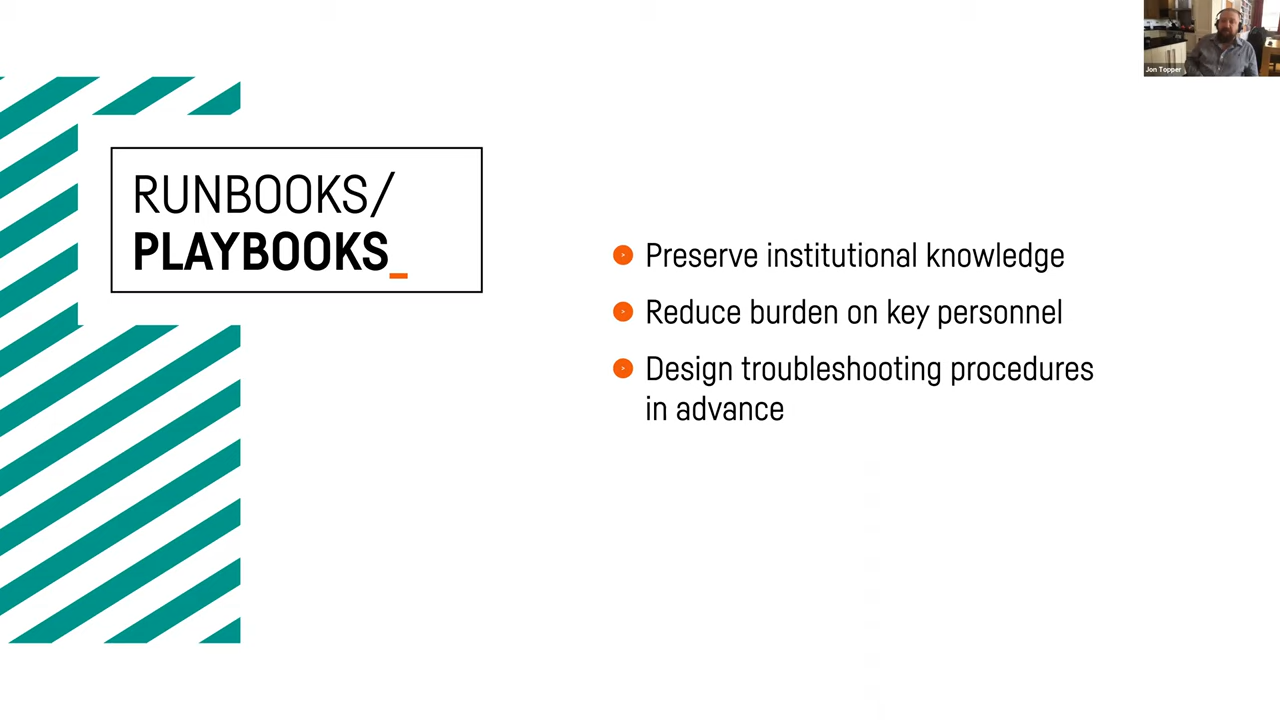 Jon Topper
RUNBOOKS/
PLAYBOOKS_
Preserve institutional knowledge
Reduce burden on key personnel
Design troubleshooting procedures
in advance